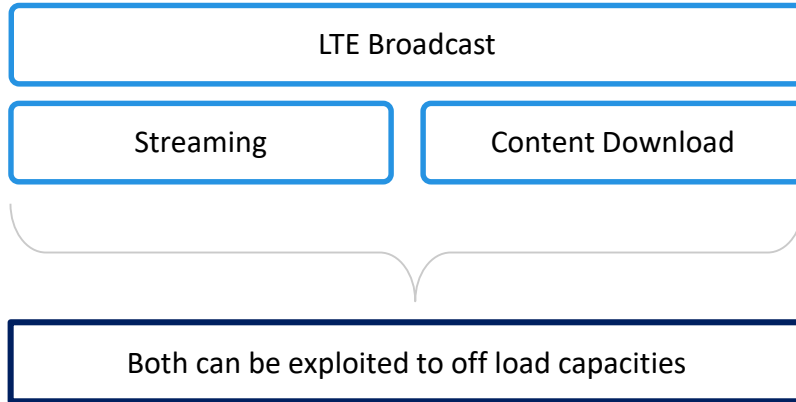 LTE Broadcast
Streaming
Content Download
Both can be exploited to off load capacities